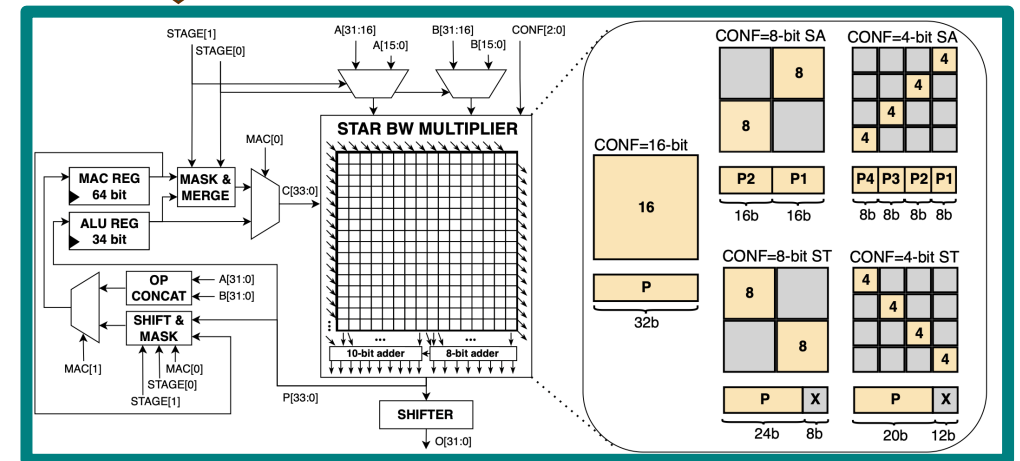 STAGE[1]
STAGE[0]
A[31:16]
A[15:0]
B[31:16]
B[15:0]
CONF[2:0]
MAC[0]
MAC REG
64 bit
ALU REG
34 bit
MASK &
MERGE
C[33:0]
OP
CONCAT
A[31:0]
B[31:0]
SHIFT &
MASK
MAC[1]
MAC[0]
STAGE[0]
STAGE[1]
STAR BW MULTIPLIER
...
...
10-bit adder
8-bit adder
P[33:0]
SHIFTER
O[31:0]
CONF=16-bit
16
P
32b
CONF=8-bit SA
8
8
P2 P1
16b 16b
CONF=4-bit SA
4
4
4
4
P4 P3 P2 P1
8b 8b 8b 8b
CONF=8-bit ST
8
8
P X
24b 8b
CONF=4-bit ST
4
4
4
4
P X
20b 12b